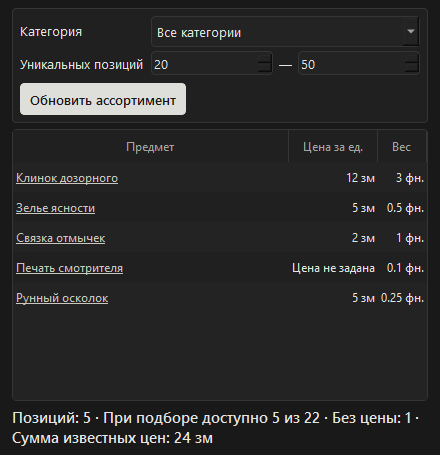 Категория Все категории
Уникальных позиций 20 — 50
Обновить ассортимент
Предмет Цена за ед. Вес
Клинок дозорного 12 зм 3 фн.
Зелье ясности 5 зм 0.5 фн.
Связка отмычек 2 зм 1 фн.
Печать смотрителя Цена не задана 0.1 фн.
Рунный осколок 5 зм 0.25 фн.
Позиций: 5 · При подборе доступно 5 из 22 · Без цены: 1 ·
Сумма известных цен: 24 зм